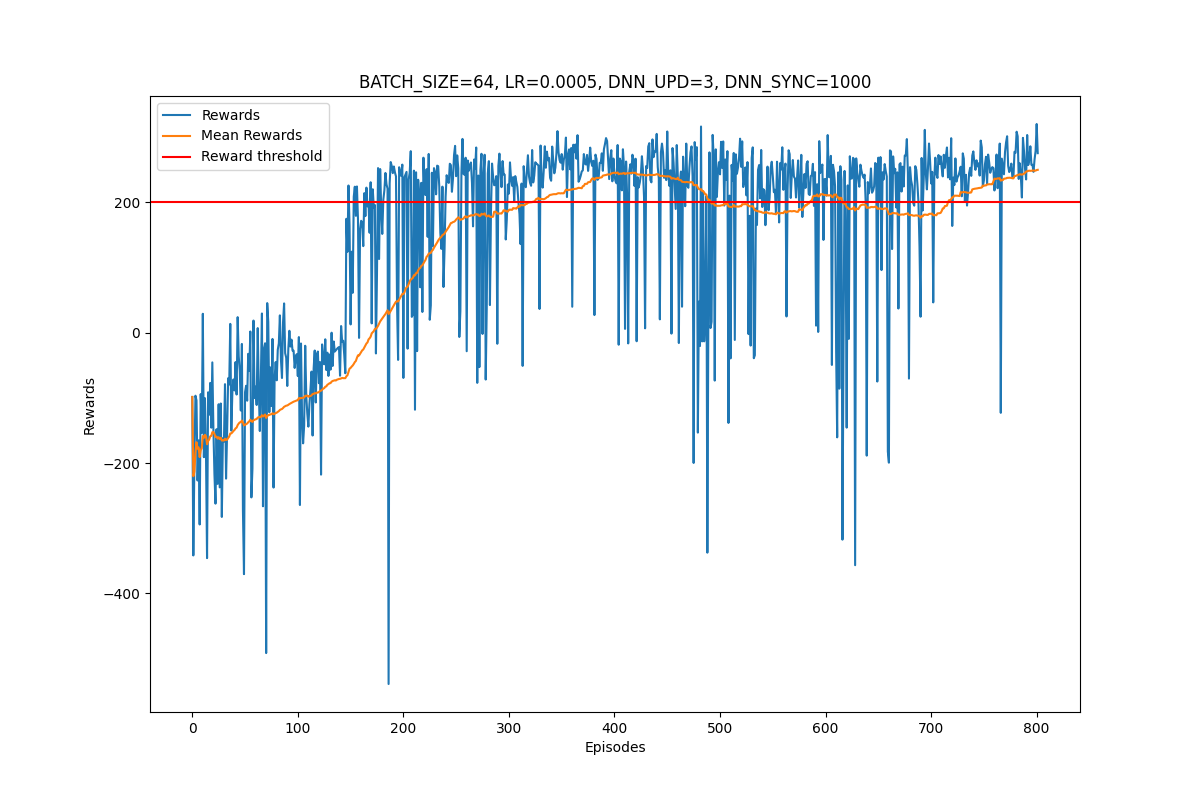 BATCH_SIZE=64, LR=0.0005, DNN_UPD=3, DNN_SYNC=1000
Rewards
Mean Rewards
Reward threshold
200
0
−200
−400
Rewards
0 100 200 300 400 500 600 700 800
Episodes